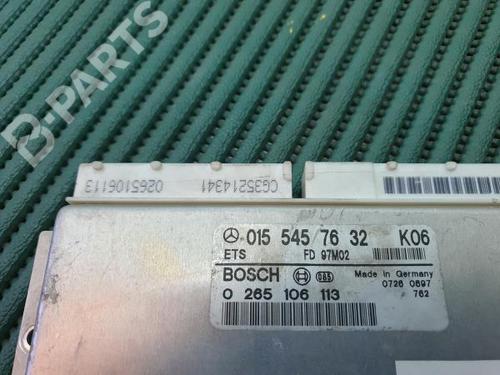 B-PARTS
0265106113 CG35214341
015 545 76 32 K06
ETS FD 97M02
BOSCH Made in Germany
0726 0697
0 265 106 113 762